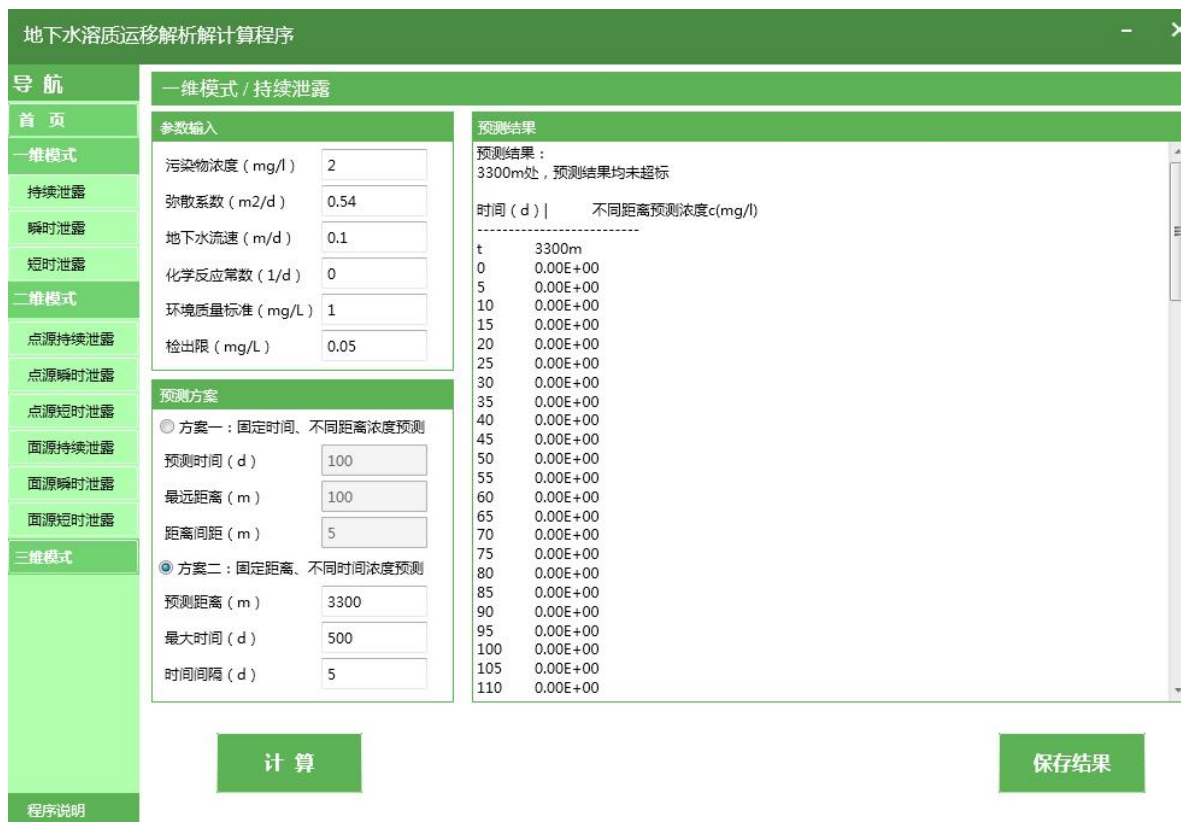 地下水溶质运移解析解计算程序
导 航
首 页
一维模式
持续泄露
瞬时泄露
短时泄露
二维模式
点源持续泄露
点源瞬时泄露
点源短时泄露
面源持续泄露
面源瞬时泄露
面源短时泄露
三维模式
程序说明
一维模式 / 持续泄露
参数输入
污染物浓度（mg/l） 2
弥散系数（m2/d） 0.54
地下水流速（m/d） 0.1
化学反应常数（1/d） 0
环境质量标准（mg/L） 1
检出限（mg/L） 0.05
预测方案
方案一：固定时间、不同距离浓度预测
预测时间（d） 100
最远距离（m） 100
距离间距（m） 5
方案二：固定距离、不同时间浓度预测
预测距离（m） 3300
最大时间（d） 500
时间间隔（d） 5
计 算
预测结果
预测结果：
3300m处，预测结果均未超标
时间（d）| 不同距离预测浓度c(mg/l)
--------------------------
t 3300m
0 0.00E+00
5 0.00E+00
10 0.00E+00
15 0.00E+00
20 0.00E+00
25 0.00E+00
30 0.00E+00
35 0.00E+00
40 0.00E+00
45 0.00E+00
50 0.00E+00
55 0.00E+00
60 0.00E+00
65 0.00E+00
70 0.00E+00
75 0.00E+00
80 0.00E+00
85 0.00E+00
90 0.00E+00
95 0.00E+00
100 0.00E+00
105 0.00E+00
110 0.00E+00
保存结果